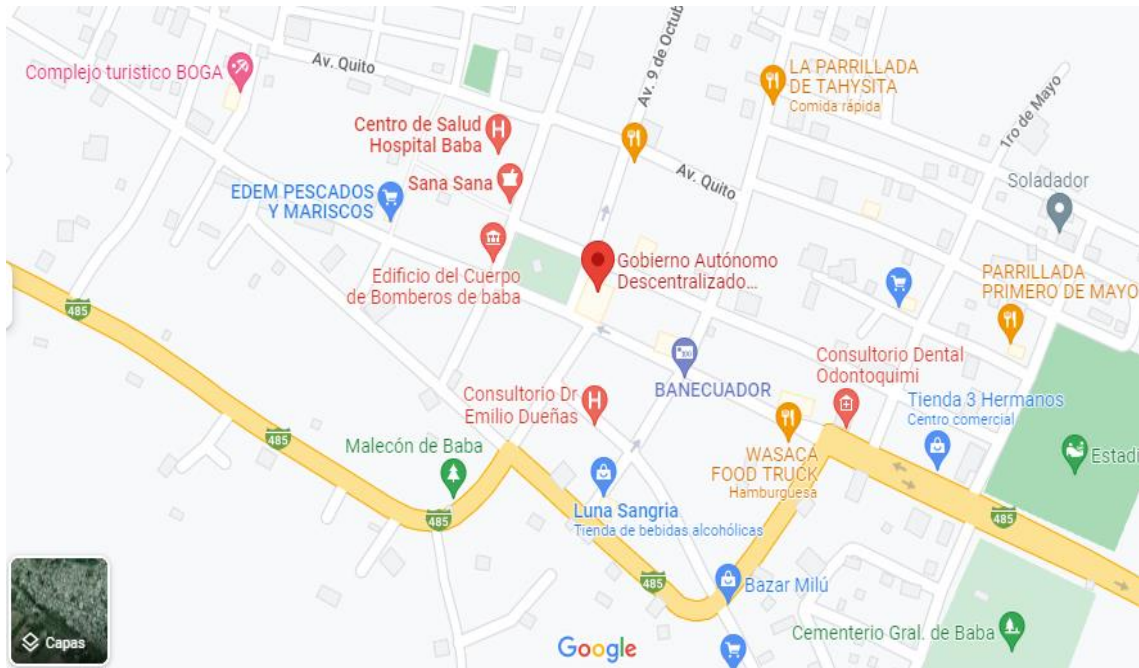 Complejo turistico BOGA
Av. Quito
Av. 9 de Octub
LA PARRILLADA
DE TAHYSITA
Comida rápida
1ro de Mayo
Centro de Salud
Hospital Baba
Sana Sana
Av. Quito
Soladador
EDEM PESCADOS
Y MARISCOS
Edificio del Cuerpo
de Bomberos de baba
Gobierno Autónomo
Descentralizado...
PARRILLADA
PRIMERO DE MAYO
485
BANECUADOR
Consultorio Dental
Odontoquimi
Consultorio Dr
Emilio Dueñas
Tienda 3 Hermanos
Centro comercial
485
Malecón de Baba
WASACA
FOOD TRUCK
Hamburguesa
Estadi
Luna Sangria
Tienda de bebidas alcohólicas
485
485
485
Bazar Milú
Capas
Google
Cementerio Gral. de Baba